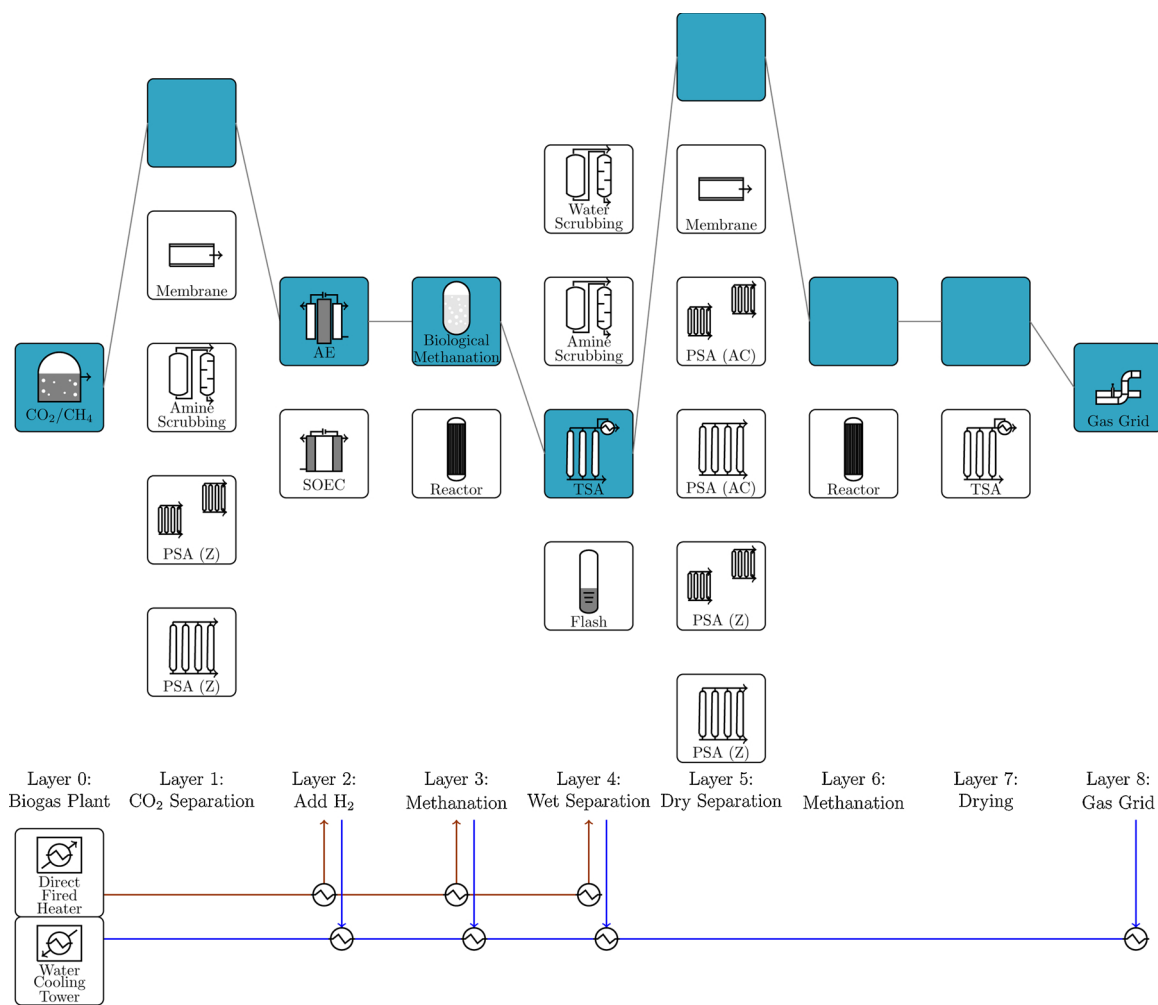 Water
Scrubbing
Membrane
Membrane
AE
Biological
Methanation
Amine
Scrubbing
PSA (AC)
CO₂/CH₄
Amine
Scrubbing
Gas Grid
SOEC
Reactor
TSA
PSA (AC)
Reactor
TSA
PSA (Z)
Flash
PSA (Z)
PSA (Z)
PSA (Z)
Layer 0:
Biogas Plant
Layer 1:
CO₂ Separation
Layer 2:
Add H₂
Layer 3:
Methanation
Layer 4:
Wet Separation
Layer 5:
Dry Separation
Layer 6:
Methanation
Layer 7:
Drying
Layer 8:
Gas Grid
Direct
Fired
Heater
Water
Cooling
Tower